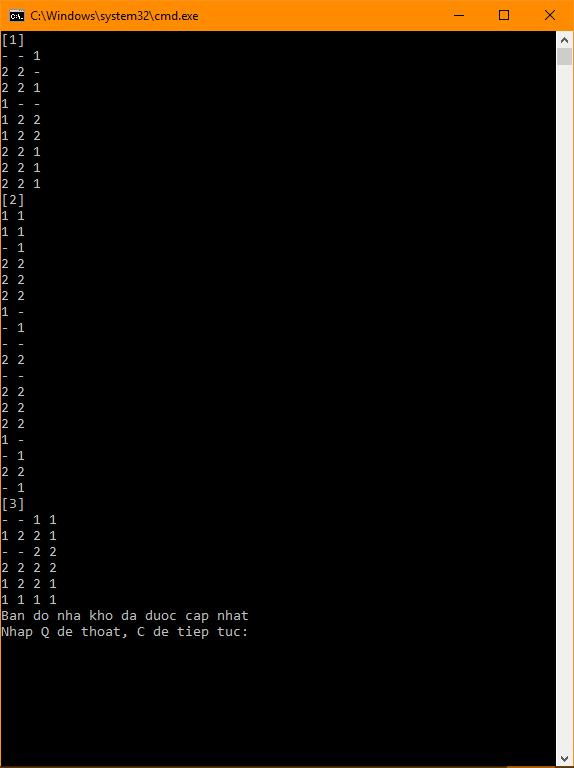 C:\Windows\system32\cmd.exe
[1]
- - 1
2 2 -
2 2 1
1 - -
1 2 2
1 2 2
2 2 1
2 2 1
2 2 1
[2]
1 1
1 1
- 1
2 2
2 2
2 2
1 -
- 1
- -
2 2
- -
2 2
2 2
2 2
1 -
- 1
2 2
- 1
[3]
- - 1 1
1 2 2 1
- - 2 2
2 2 2 2
1 2 2 1
1 1 1 1
Ban do nha kho da duoc cap nhat
Nhap Q de thoat, C de tiep tuc: